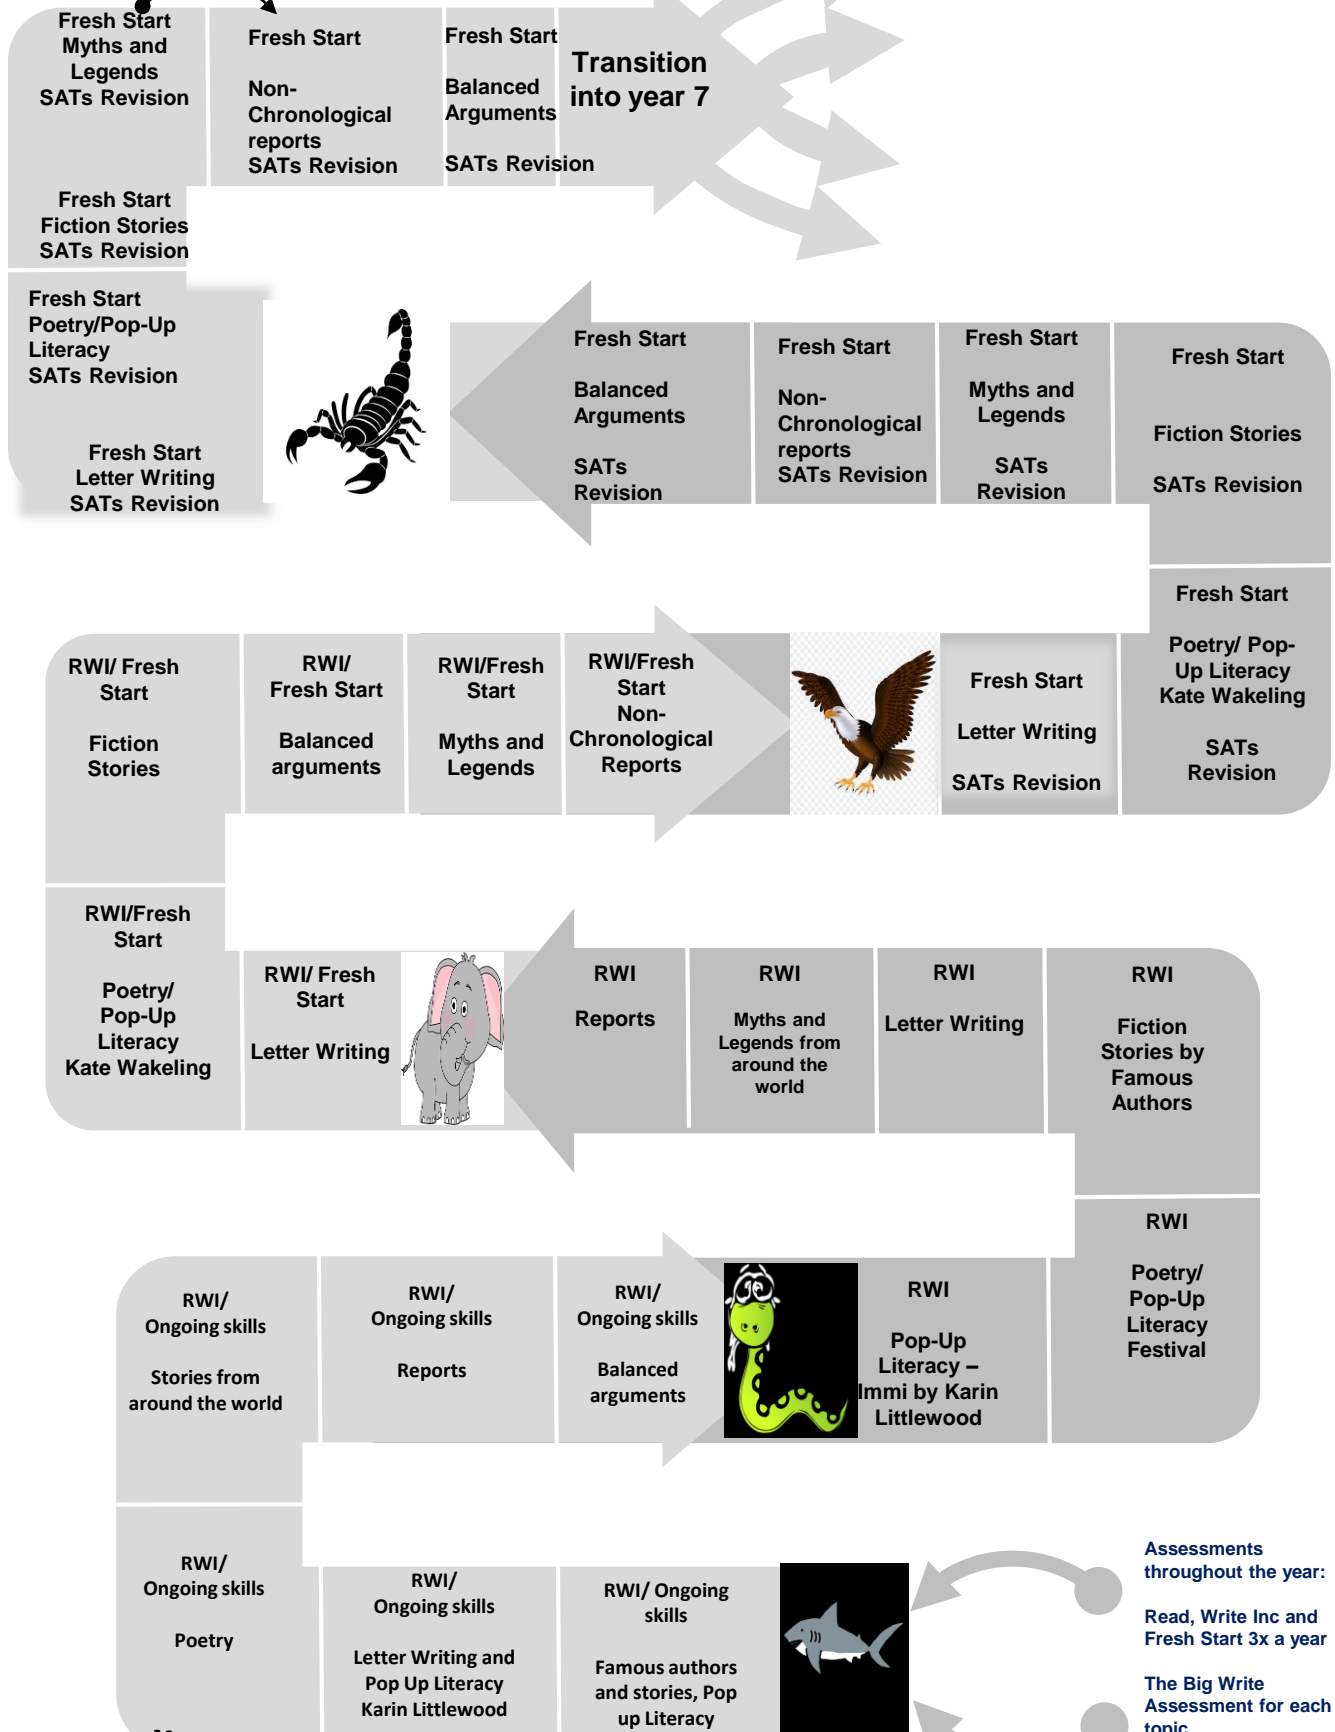 Fresh Start
Myths and
Legends
SATs Revision
Fresh Start
Non-
Chronological
reports
SATs Revision
Fresh Start
Balanced
Arguments
SATs Revision
Transition
into year 7
Fresh Start
Fiction Stories
SATs Revision
Fresh Start
Poetry/Pop-Up
Literacy
SATs Revision
Fresh Start
Letter Writing
SATs Revision
Fresh Start
Balanced
Arguments
SATs
Revision
Fresh Start
Non-
Chronological
reports
SATs Revision
Fresh Start
Myths and
Legends
SATs
Revision
Fresh Start
Fiction Stories
SATs Revision
Fresh Start
Poetry/ Pop-
Up Literacy
Kate Wakeling
SATs
Revision
RWI/ Fresh
Start
Fiction
Stories
RWI/
Fresh Start
Balanced
arguments
RWI/Fresh
Start
Myths and
Legends
RWI/Fresh
Start
Non-
Chronological
Reports
Fresh Start
Letter Writing
SATs Revision
RWI/Fresh
Start
Poetry/
Pop-Up
Literacy
Kate Wakeling
RWI/ Fresh
Start
Letter Writing
RWI
Reports
RWI
Myths and
Legends from
around the
world
RWI
Letter Writing
RWI
Fiction
Stories by
Famous
Authors
RWI
Poetry/
Pop-Up
Literacy
Festival
RWI/
Ongoing skills
Stories from
around the world
RWI/
Ongoing skills
Reports
RWI/
Ongoing skills
Balanced
arguments
RWI
Pop-Up
Literacy –
Immi by Karin
Littlewood
RWI/
Ongoing skills
Poetry
RWI/
Ongoing skills
Letter Writing and
Pop Up Literacy
Karin Littlewood
RWI/ Ongoing
skills
Famous authors
and stories, Pop
up Literacy
Assessments
throughout the year:
Read, Write Inc and
Fresh Start 3x a year
The Big Write
Assessment for each
topic